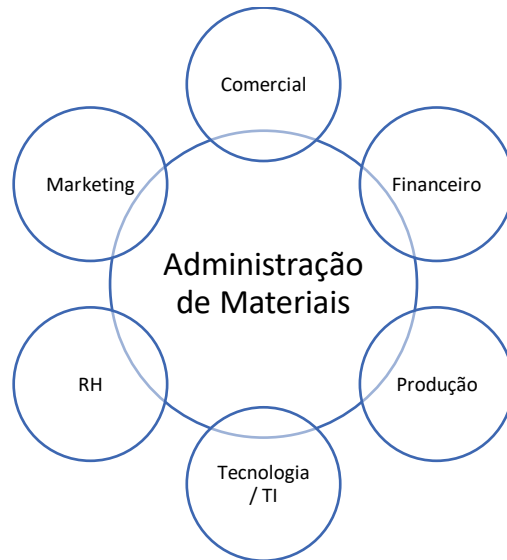 Comercial
Marketing
Financeiro
Administração
de Materiais
RH
Produção
Tecnologia
/ TI